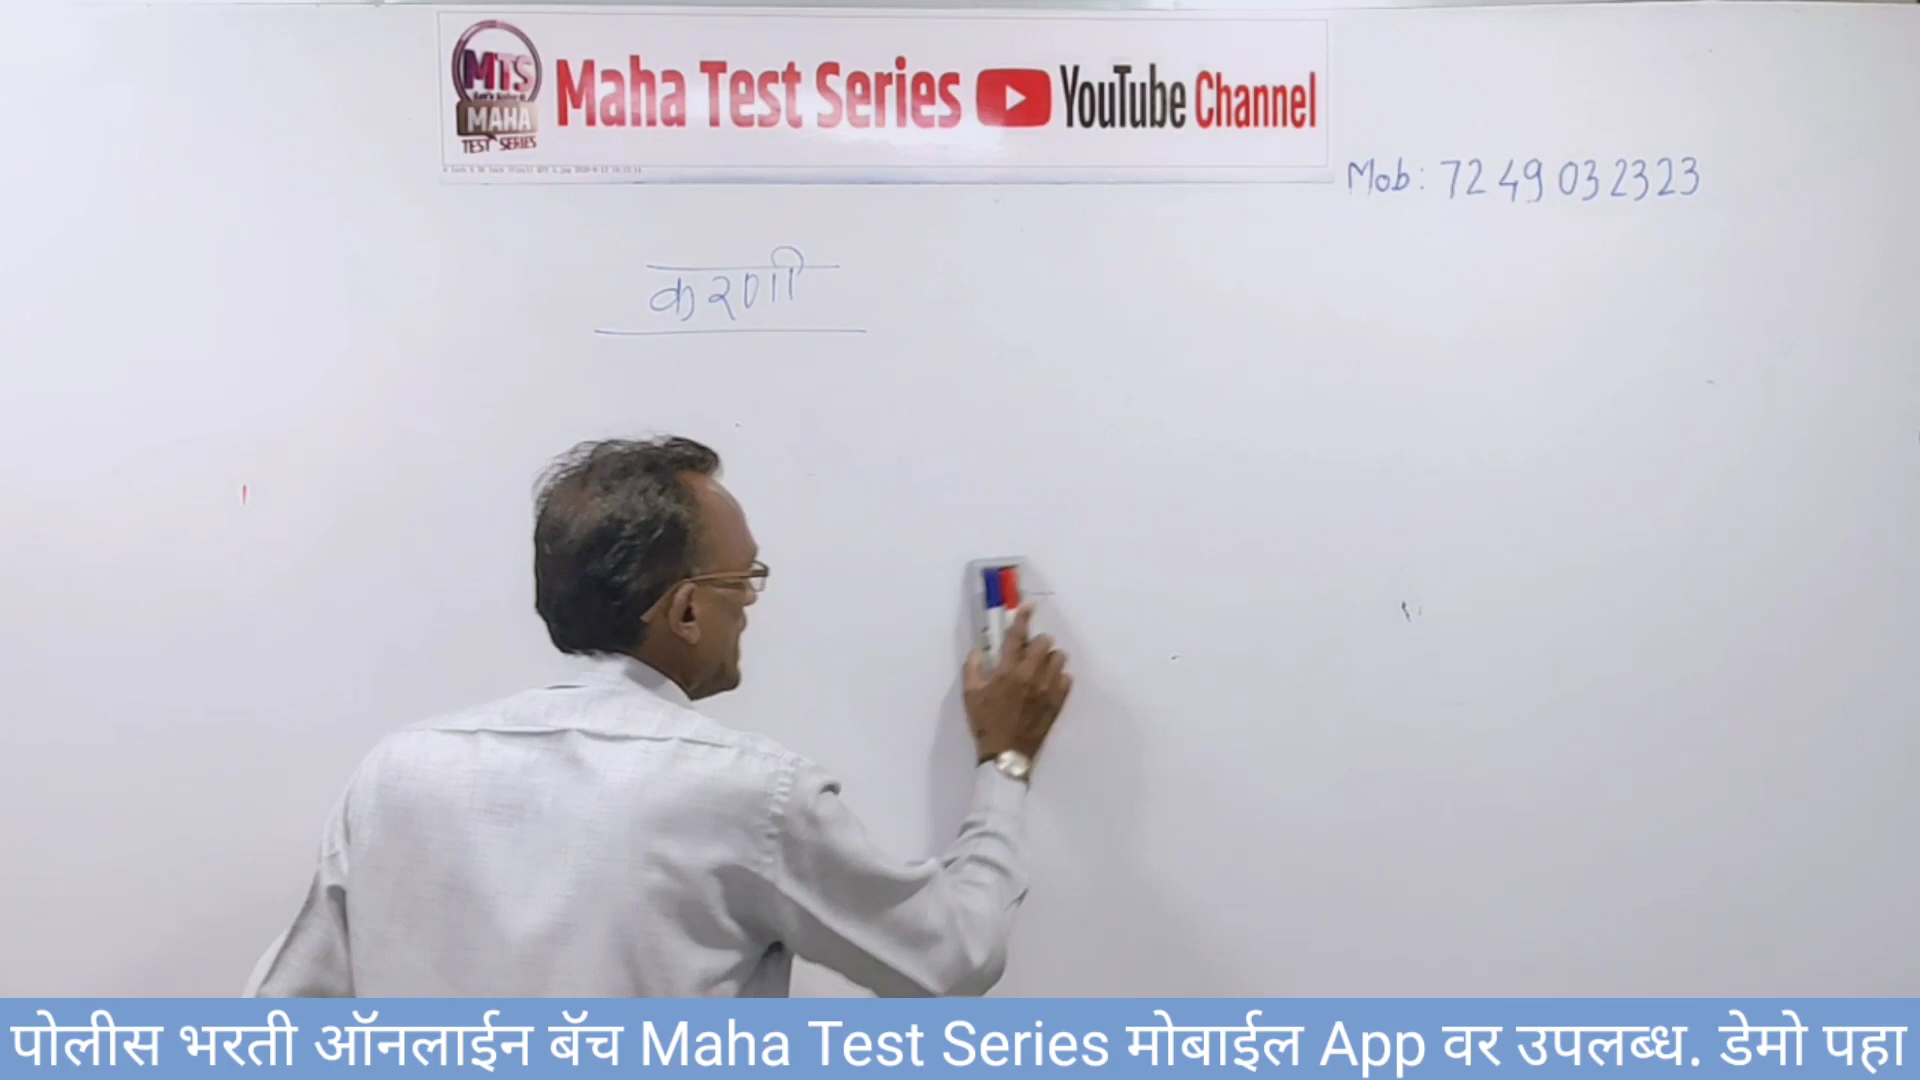 MTS
MAHA
TEST SERIES
Maha Test Series YouTube Channel
Mob: 7249032323
करणी
पोलीस भरती ऑनलाईन बॅच Maha Test Series मोबाईल App वर उपलब्ध. डेमो पहा